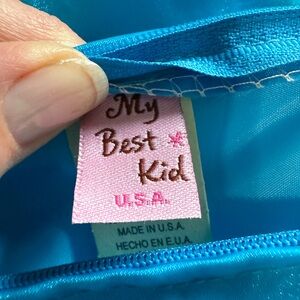 My
Best *
Kid
U.S.A.
MADE IN U.S.A.
HECHO EN E.U.A.